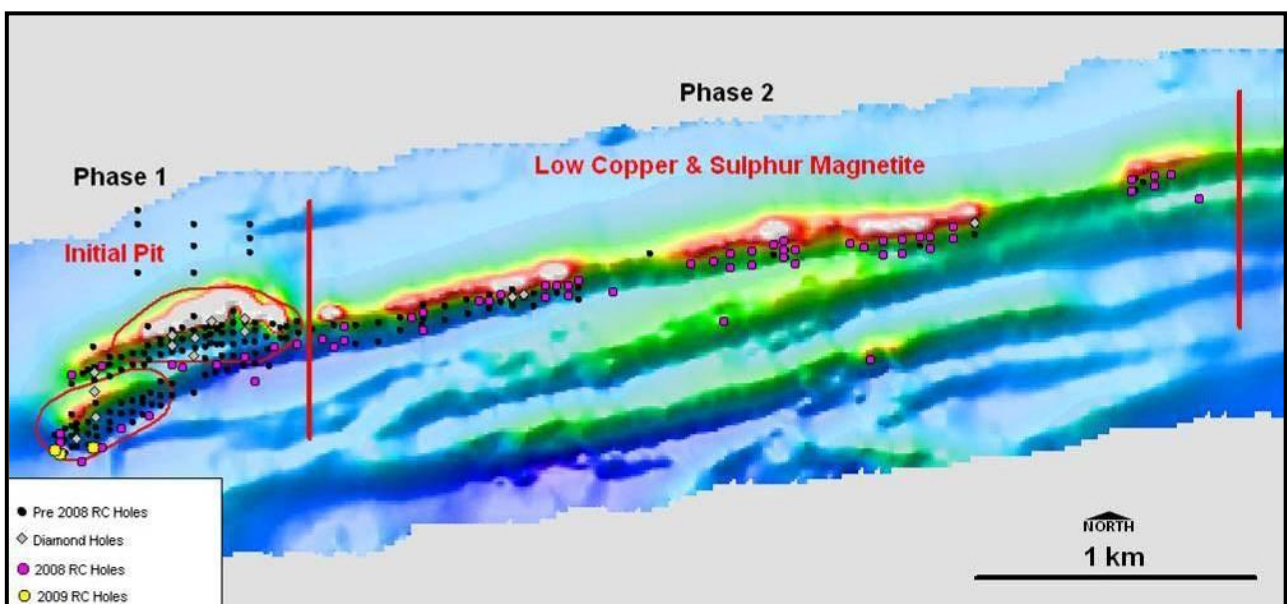 Phase 2
Low Copper & Sulphur Magnetite
Phase 1
Initial Pit
Pre 2008 RC Holes
Diamond Holes
2008 RC Holes
2009 RC Holes
NORTH
1 km